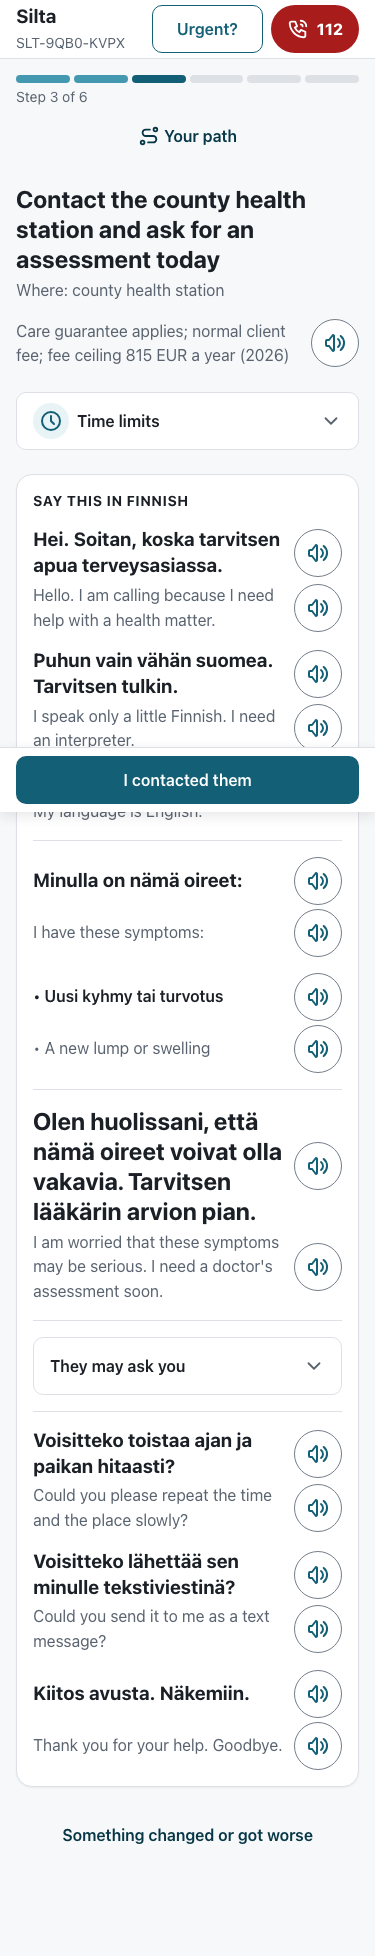 Silta
SLT-9QB0-KVPX
Urgent?
112
Step 3 of 6
Your path
Contact the county health
station and ask for an
assessment today
Where: county health station
Care guarantee applies; normal client
fee; fee ceiling 815 EUR a year (2026)
Time limits
SAY THIS IN FINNISH
Hei. Soitan, koska tarvitsen
apua terveysasiassa.
Hello. I am calling because I need
help with a health matter.
Puhun vain vähän suomea.
Tarvitsen tulkin.
I speak only a little Finnish. I need
an interpreter.
I contacted them
My language is English.
Minulla on nämä oireet:
I have these symptoms:
• Uusi kyhmy tai turvotus
• A new lump or swelling
Olen huolissani, että
nämä oireet voivat olla
vakavia. Tarvitsen
lääkärin arvion pian.
I am worried that these symptoms
may be serious. I need a doctor's
assessment soon.
They may ask you
Voisitteko toistaa ajan ja
paikan hitaasti?
Could you please repeat the time
and the place slowly?
Voisitteko lähettää sen
minulle tekstiviestinä?
Could you send it to me as a text
message?
Kiitos avusta. Näkemiin.
Thank you for your help. Goodbye.
Something changed or got worse